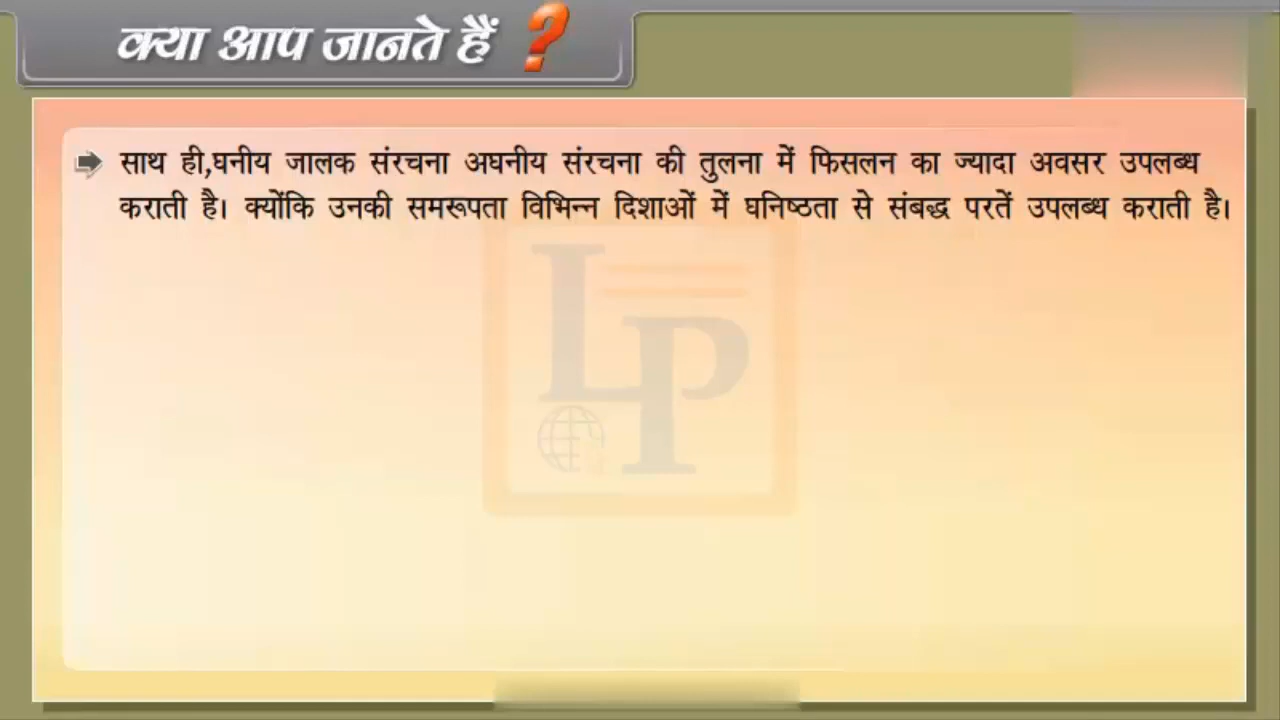 क्या आप जानते हैं ?
साथ ही,घनीय जालक संरचना अघनीय संरचना की तुलना में फिसलन का ज्यादा अवसर उपलब्ध
कराती है। क्योंकि उनकी समरूपता विभिन्न दिशाओं में घनिष्ठता से संबद्ध परतें उपलब्ध कराती है।
LP